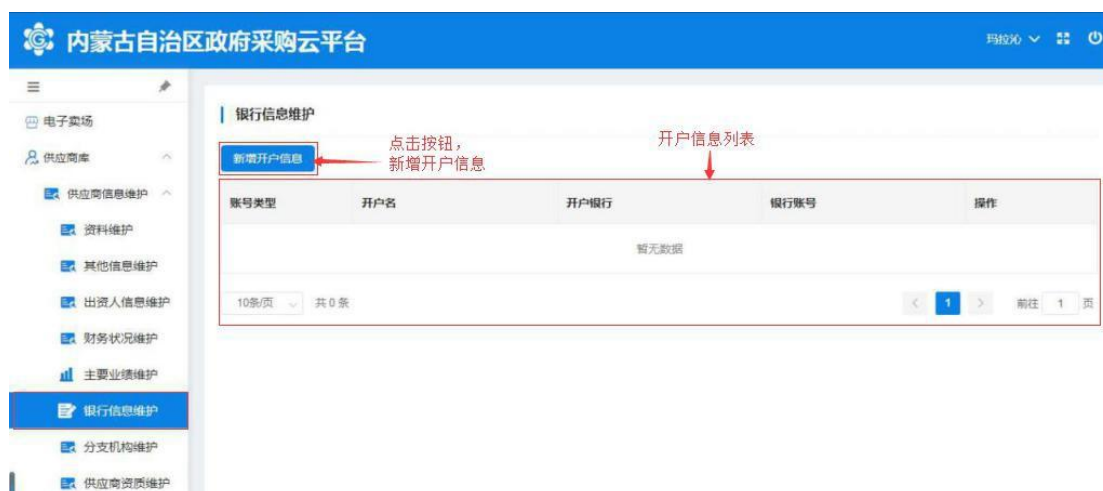 内蒙古自治区政府采购云平台
玛拉沁
电子卖场
供应商库
供应商信息维护
资料维护
其他信息维护
出资人信息维护
财务状况维护
主要业绩维护
银行信息维护
分支机构维护
供应商资质维护
银行信息维护
新增开户信息
点击按钮，
新增开户信息
开户信息列表
账号类型 开户名 开户银行 银行账号 操作
暂无数据
10条/页 共 0 条 1 前往 1 页